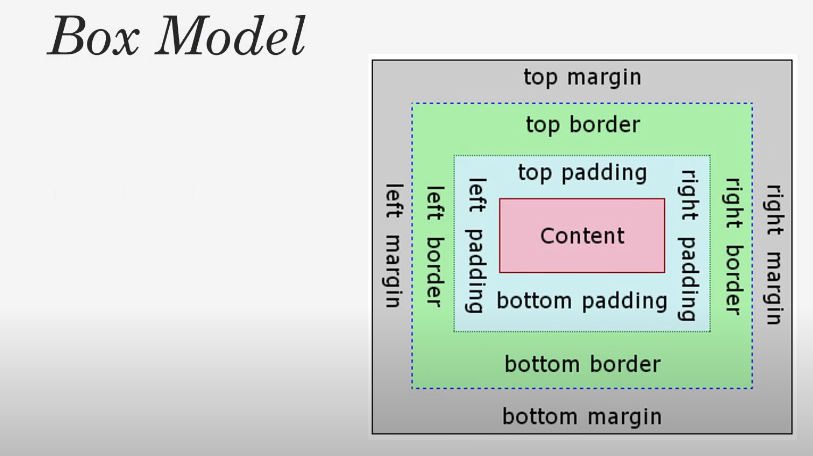 Box Model
top margin
top border
top padding
left margin
left border
left padding
Content
right padding
right border
right margin
bottom padding
bottom border
bottom margin